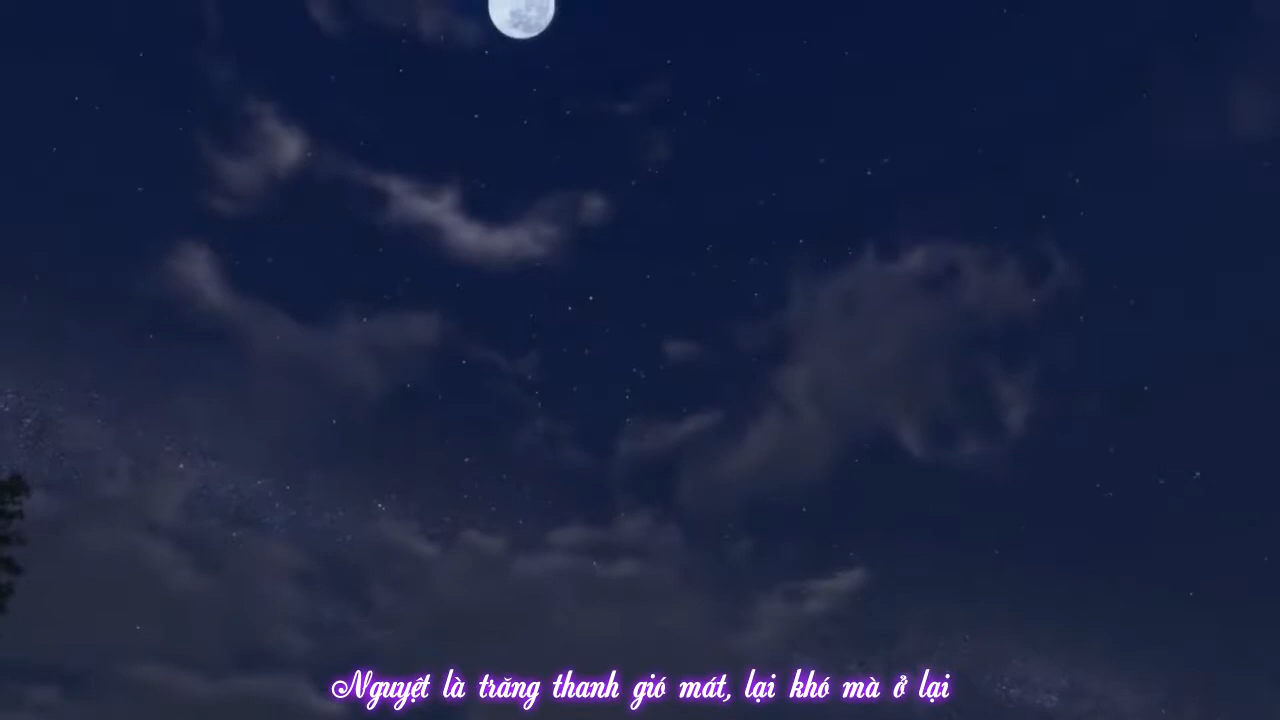 Nguyệt là trăng thanh gió mát, lại khó mà ở lại